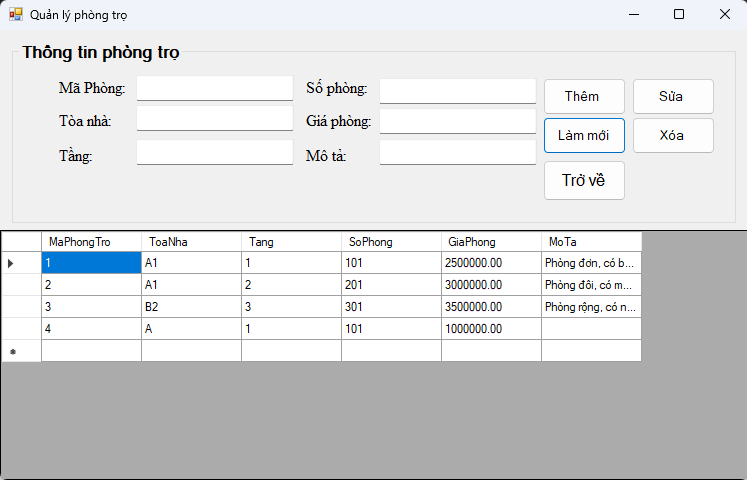 Quản lý phòng trọ
Thông tin phòng trọ
Mã Phòng: Số phòng: Thêm Sửa
Tòa nhà: Giá phòng: Làm mới Xóa
Tầng: Mô tả: Trở về
MaPhongTro ToaNha Tang SoPhong GiaPhong MoTa
1 A1 1 101 2500000.00 Phòng đơn, có b...
2 A1 2 201 3000000.00 Phòng đôi, có m...
3 B2 3 301 3500000.00 Phòng rộng, có n...
4 A 1 101 1000000.00